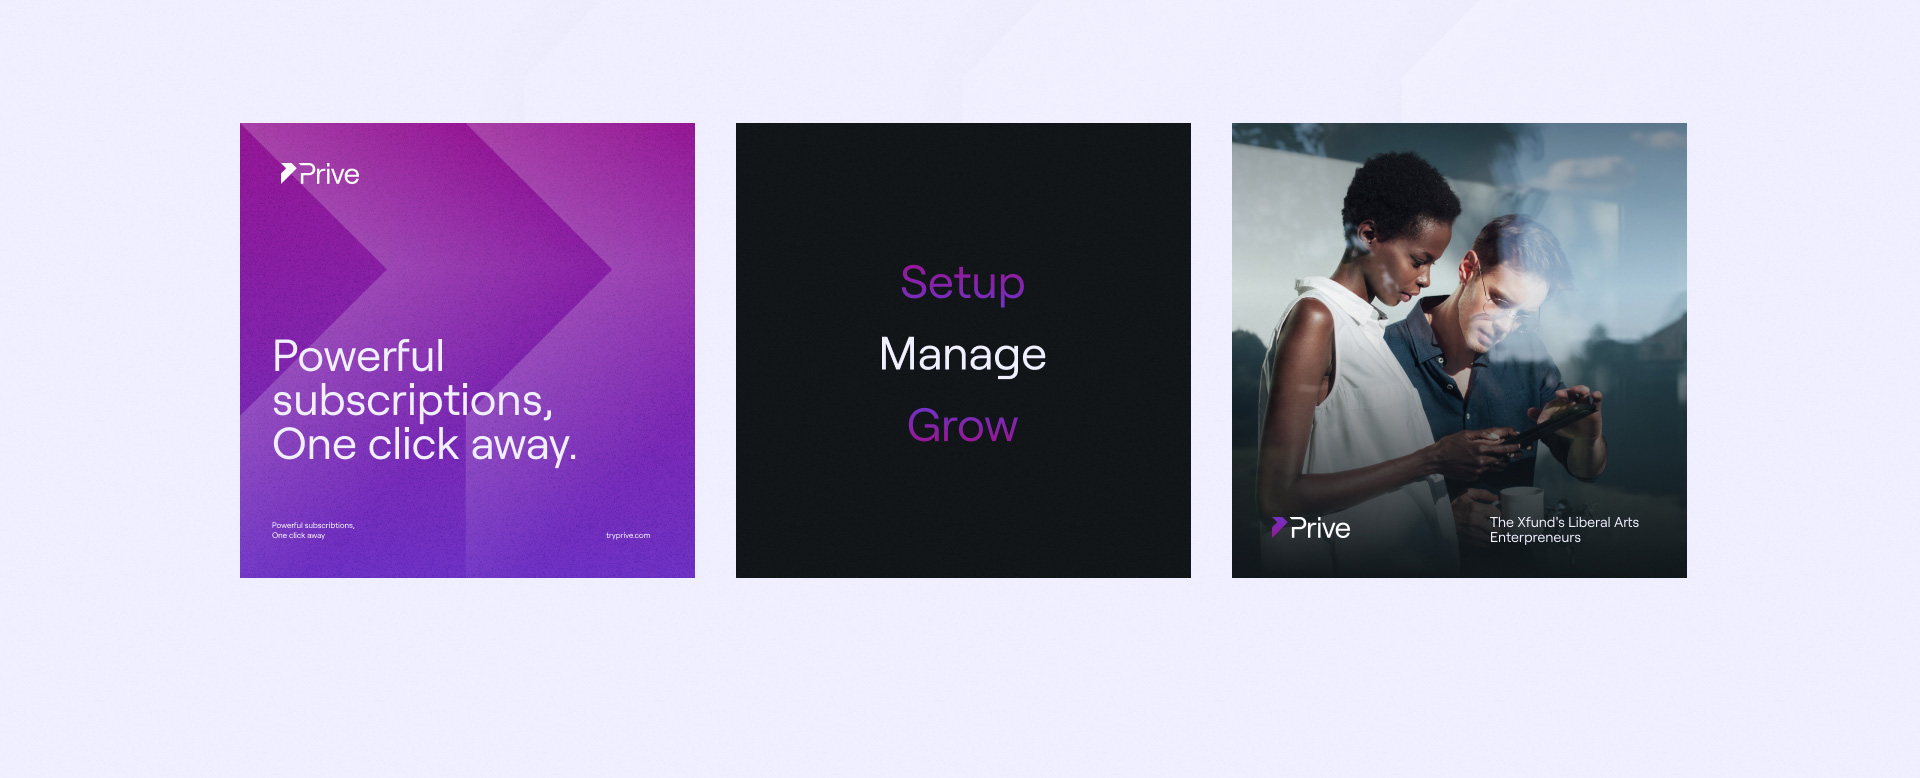 Prive
Powerful
subscriptions,
One click away.
Powerful subscribtions,
One click away
tryprive.com
Setup
Manage
Grow
Prive
The Xfund's Liberal Arts
Enterpreneurs